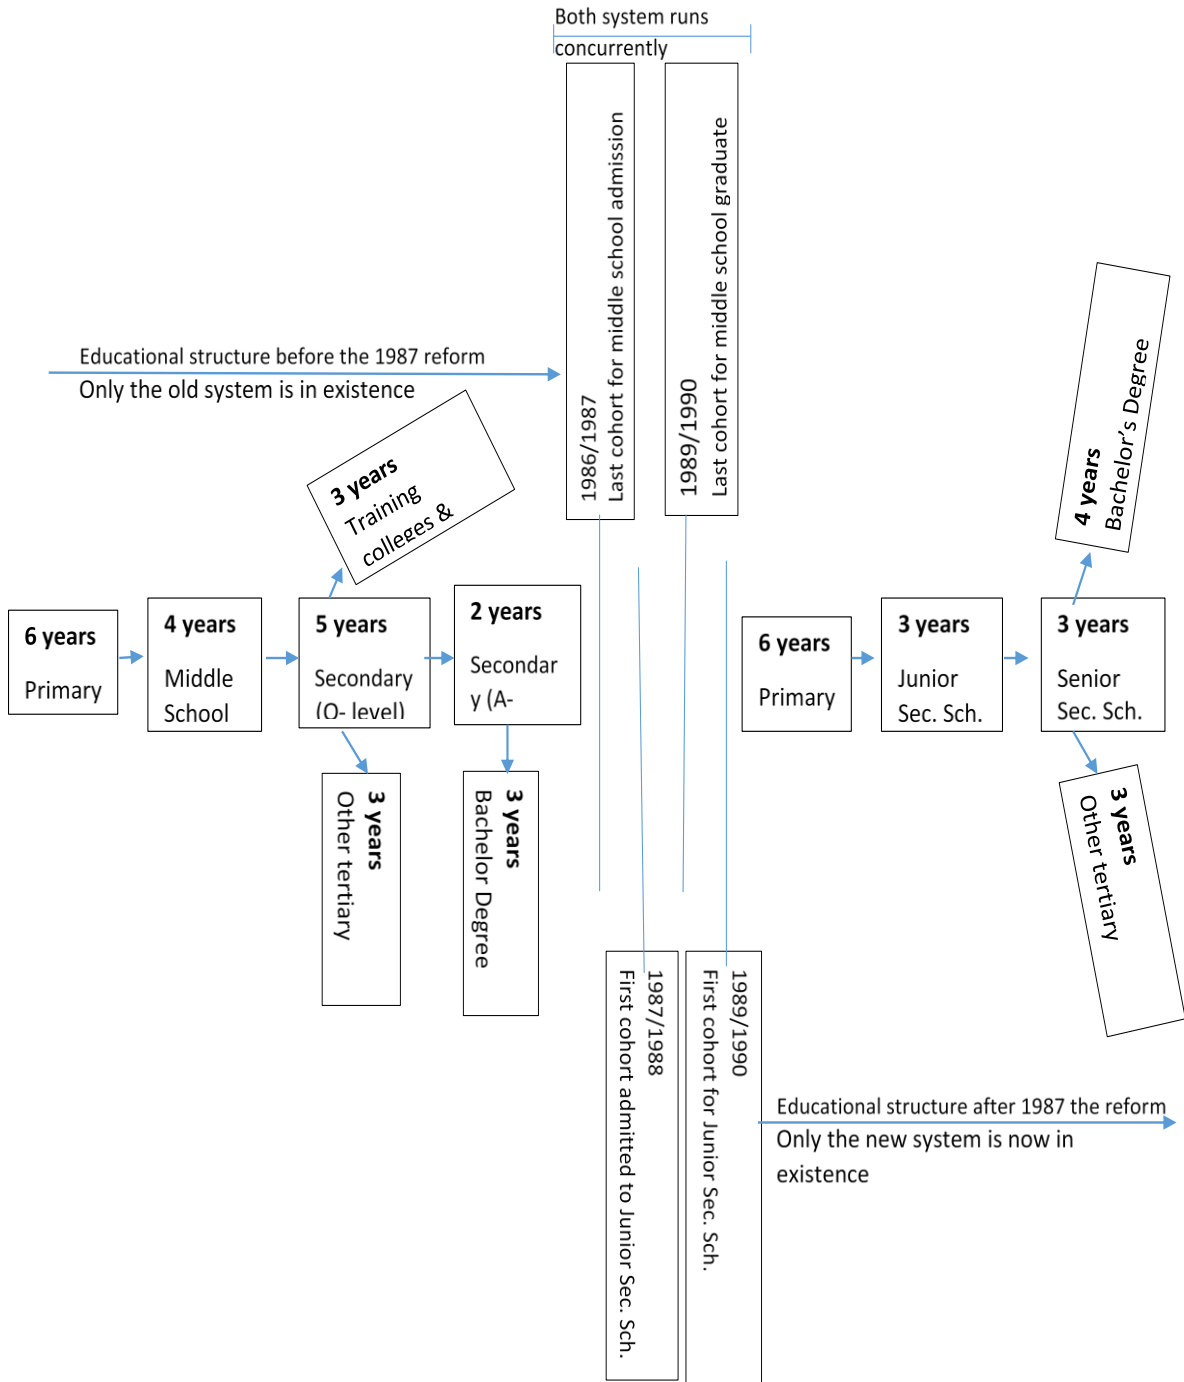 Both system runs
concurrently
1986/1987
Last cohort for middle school admission
1989/1990
Last cohort for middle school graduate
Educational structure before the 1987 reform
Only the old system is in existence
3 years
Training
colleges &
6 years
Primary
4 years
Middle
School
5 years
Secondary
(O- level)
2 years
Secondar
y (A-
3 years
Other tertiary
3 years
Bachelor Degree
6 years
Primary
3 years
Junior
Sec. Sch.
3 years
Senior
Sec. Sch.
4 years
Bachelor's Degree
3 years
Other tertiary
1987/1988
First cohort admitted to Junior Sec. Sch.
1989/1990
First cohort for Junior Sec. Sch.
Educational structure after 1987 the reform
Only the new system is now in
existence